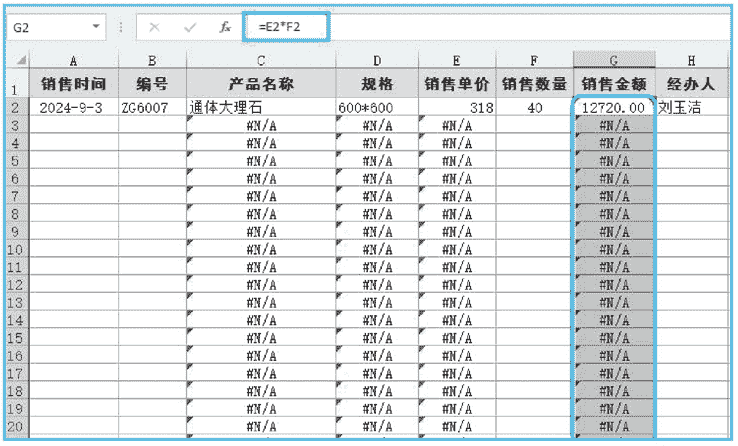 G2 fx =E2*F2
A B C D E F G H
1 销售时间 编号 产品名称 规格 销售单价 销售数量 销售金额 经办人
2 2024-9-3 ZG6007 通体大理石 600*600 318 40 12720.00 刘玉洁
3 #N/A #N/A #N/A #N/A
4 #N/A #N/A #N/A #N/A
5 #N/A #N/A #N/A #N/A
6 #N/A #N/A #N/A #N/A
7 #N/A #N/A #N/A #N/A
8 #N/A #N/A #N/A #N/A
9 #N/A #N/A #N/A #N/A
10 #N/A #N/A #N/A #N/A
11 #N/A #N/A #N/A #N/A
12 #N/A #N/A #N/A #N/A
13 #N/A #N/A #N/A #N/A
14 #N/A #N/A #N/A #N/A
15 #N/A #N/A #N/A #N/A
16 #N/A #N/A #N/A #N/A
17 #N/A #N/A #N/A #N/A
18 #N/A #N/A #N/A #N/A
19 #N/A #N/A #N/A #N/A
20 #N/A #N/A #N/A #N/A